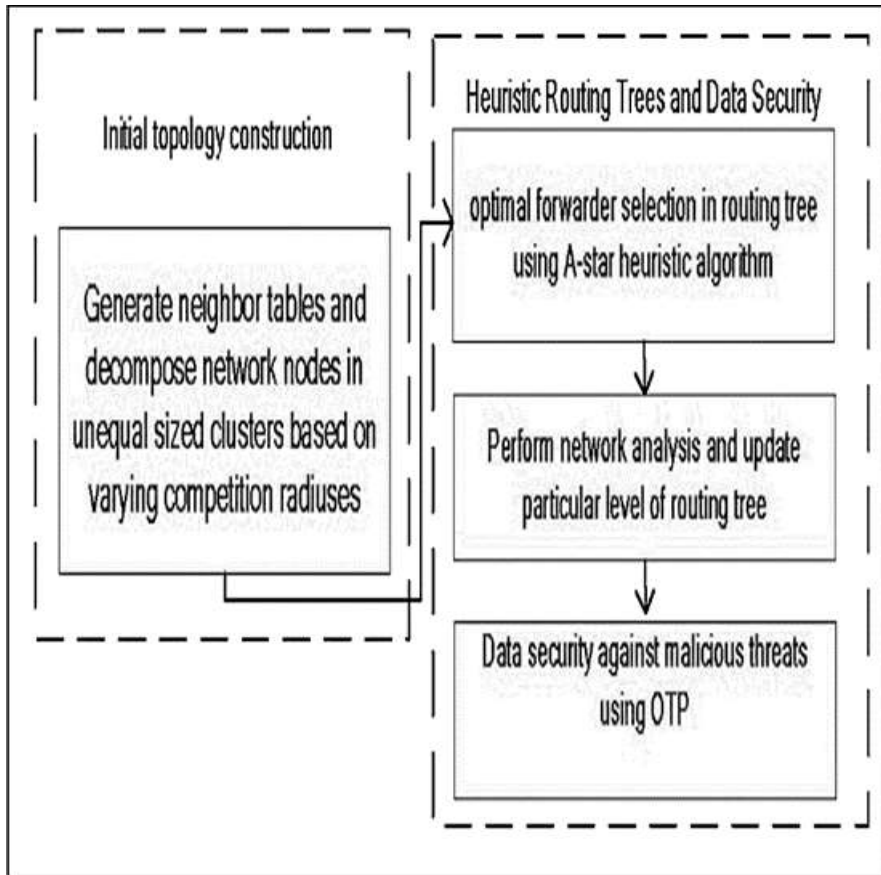 Initial topology construction
Generate neighbor tables and
decompose network nodes in
unequal sized clusters based on
varying competition radiuses
Heuristic Routing Trees and Data Security
optimal forwarder selection in routing tree
using A-star heuristic algorithm
Perform network analysis and update
particular level of routing tree
Data security against malicious threats
using OTP